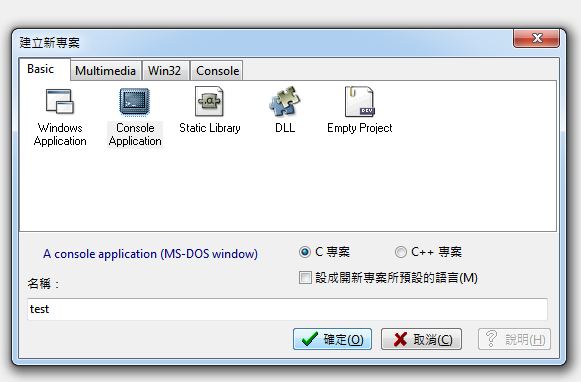 建立新專案
Basic Multimedia Win32 Console
Windows Application
Console Application
Static Library
DLL
Empty Project
A console application (MS-DOS window)
C 專案
C++ 專案
設成開新專案所預設的語言(M)
名稱：
test
確定(O) 取消(C) 說明(H)